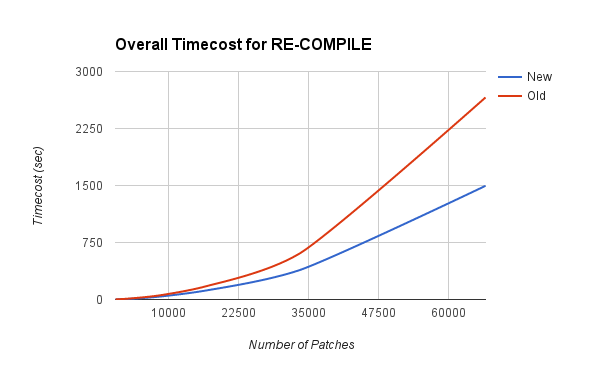 Overall Timecost for RE-COMPILE
3000
2250
1500
750
0
Timecost (sec)
10000 22500 35000 47500 60000
Number of Patches
New
Old